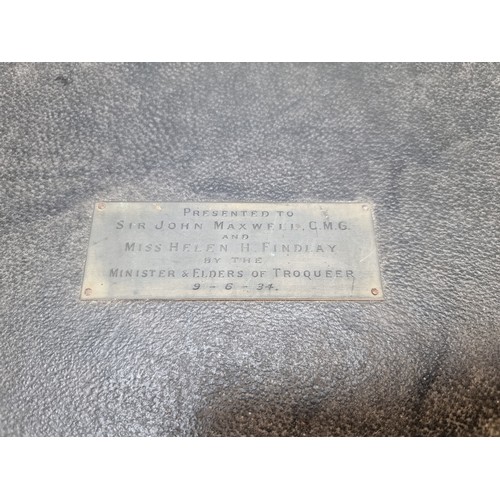 PRESENTED TO
SIR JOHN MAXWELL, C.M.G.
AND
MISS HELEN H. FINDLAY
BY THE
MINISTER & ELDERS OF TROQUEER
9 - 6 - 34.